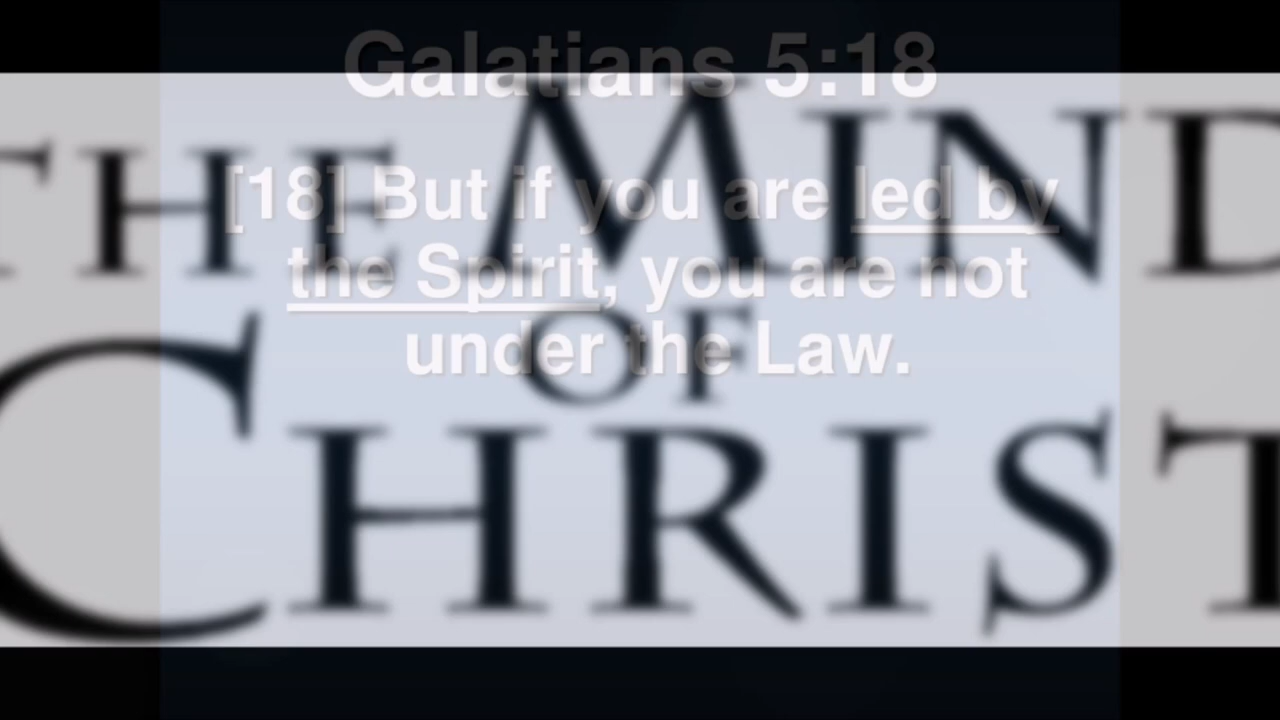 Galatians 5:18
[18] But if you are led by
the Spirit, you are not
under the Law.
THE MIND
OF
CHRIST